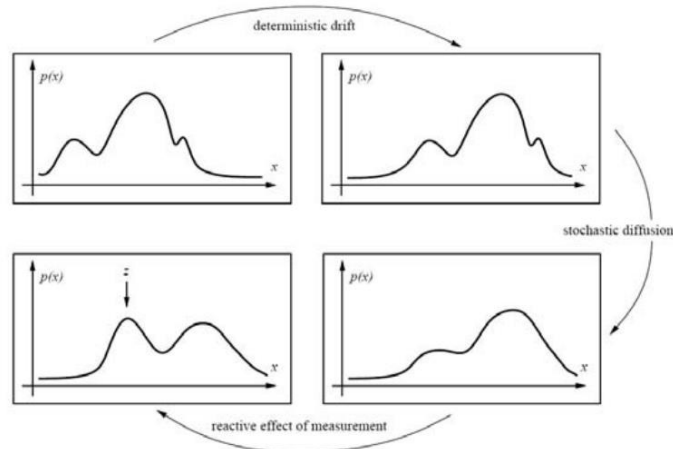 deterministic drift
p(x)
x
p(x)
x
stochastic diffusion
p(x)
z
x
p(x)
x
reactive effect of measurement